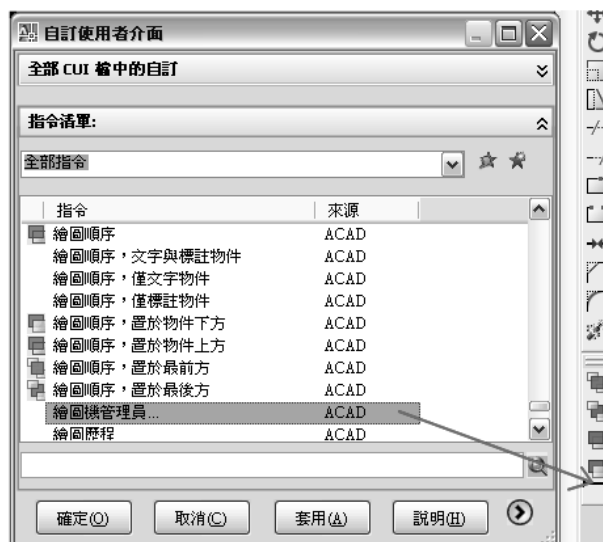 自訂使用者介面
全部 CUI 檔中的自訂
指令清單:
全部指令
指令 來源
繪圖順序 ACAD
繪圖順序，文字與標註物件 ACAD
繪圖順序，僅文字物件 ACAD
繪圖順序，僅標註物件 ACAD
繪圖順序，置於物件下方 ACAD
繪圖順序，置於物件上方 ACAD
繪圖順序，置於最前方 ACAD
繪圖順序，置於最後方 ACAD
繪圖機管理員... ACAD
繪圖歷程 ACAD
確定(O) 取消(C) 套用(A) 說明(H)